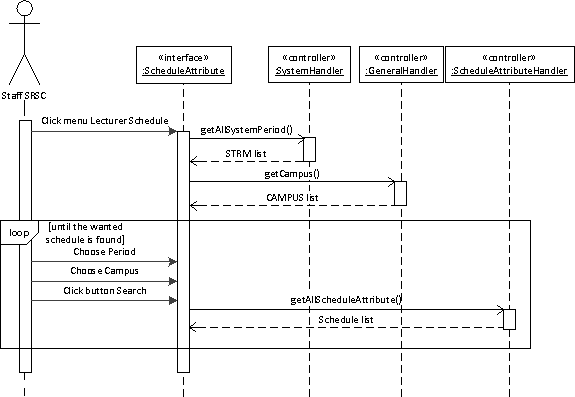 «interface»
:ScheduleAttribute
«controller»
:SystemHandler
«controller»
:GeneralHandler
«controller»
:ScheduleAttributeHandler
Staff SRSC
Click menu Lecturer Schedule
getAllSystemPeriod()
STRM list
getCampus()
CAMPUS list
loop
[until the wanted
schedule is found]
Choose Period
Choose Campus
Click button Search
getAllScheduleAttribute()
Schedule list